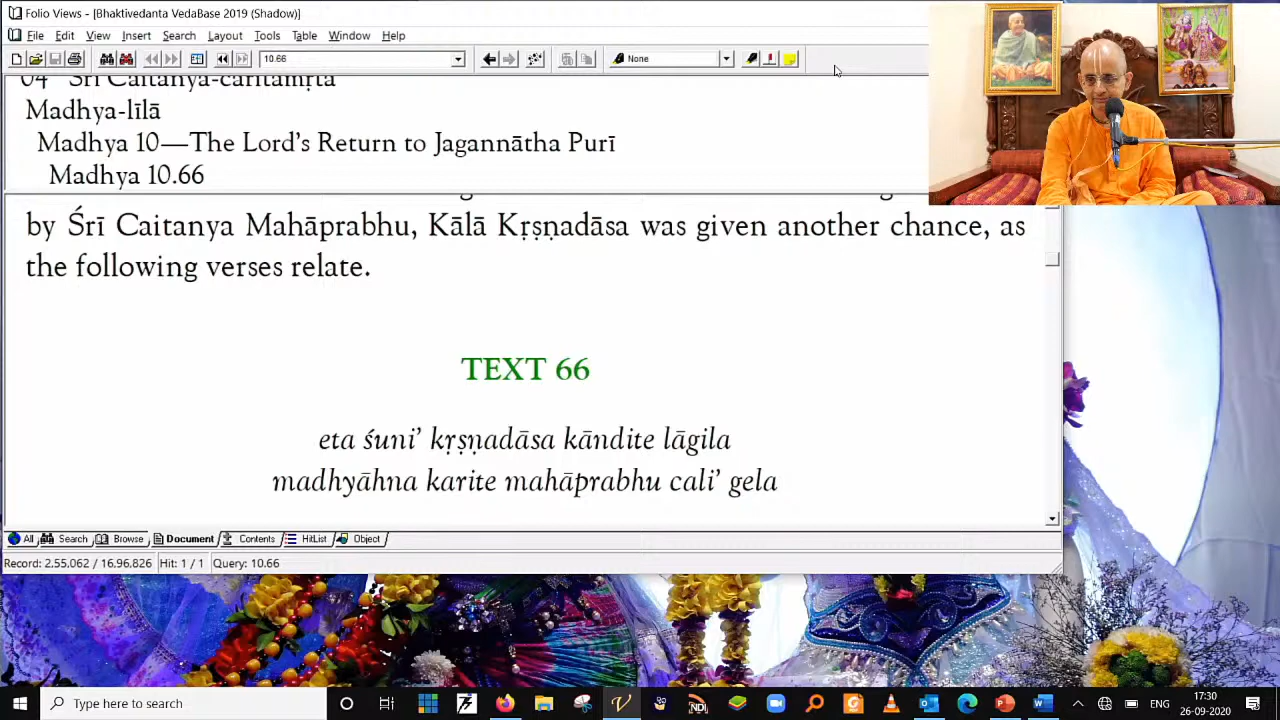 Folio Views - [Bhaktivedanta VedaBase 2019 (Shadow)]
File Edit View Insert Search Layout Tools Table Window Help
10.66
None
04 Śrī Caitanya-caritāmṛta
Madhya-līlā
Madhya 10—The Lord's Return to Jagannātha Purī
Madhya 10.66
by Śrī Caitanya Mahāprabhu, Kālā Kṛṣṇadāsa was given another chance, as
the following verses relate.
TEXT 66
eta śuni’ kṛṣṇadāsa kāndite lāgila
madhyāhna karite mahāprabhu cali’ gela
All Search Browse Document Contents HitList Object
Record: 2,55,062 / 16,96,826 Hit: 1 / 1 Query: 10.66
Type here to search
ENG
17:30
26-09-2020